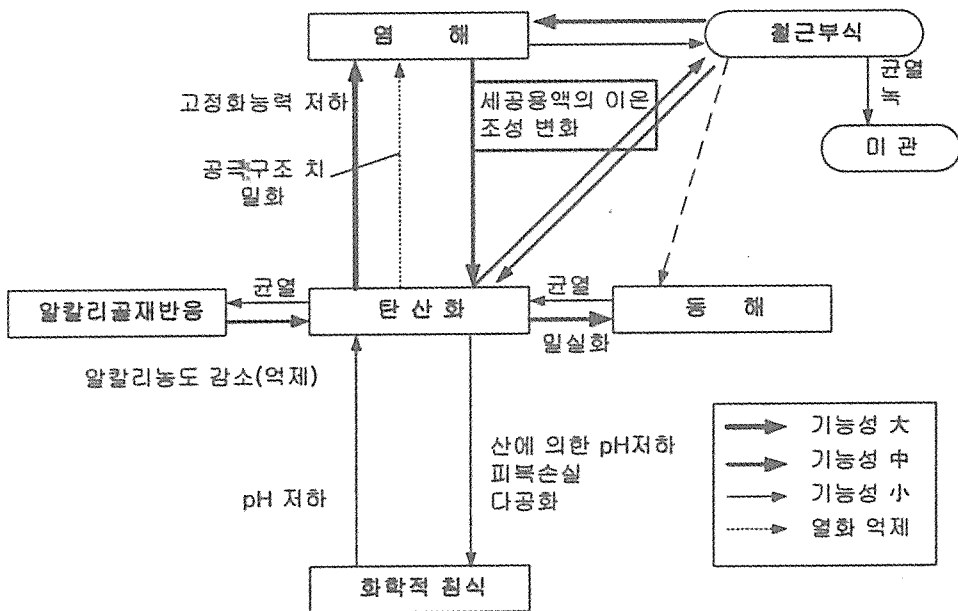 염 해
철근부식
균열
녹
고정화능력 저하
세공용액의 이온
조성 변화
미 관
공극구조 치
밀화
균열
균열
알칼리골재반응
탄 산 화
동 해
밀실화
알칼리농도 감소(억제)
기능성 大
산에 의한 pH저하
기능성 中
피복손실
pH 저하
다공화
기능성 小
열화 억제
화학적 침식